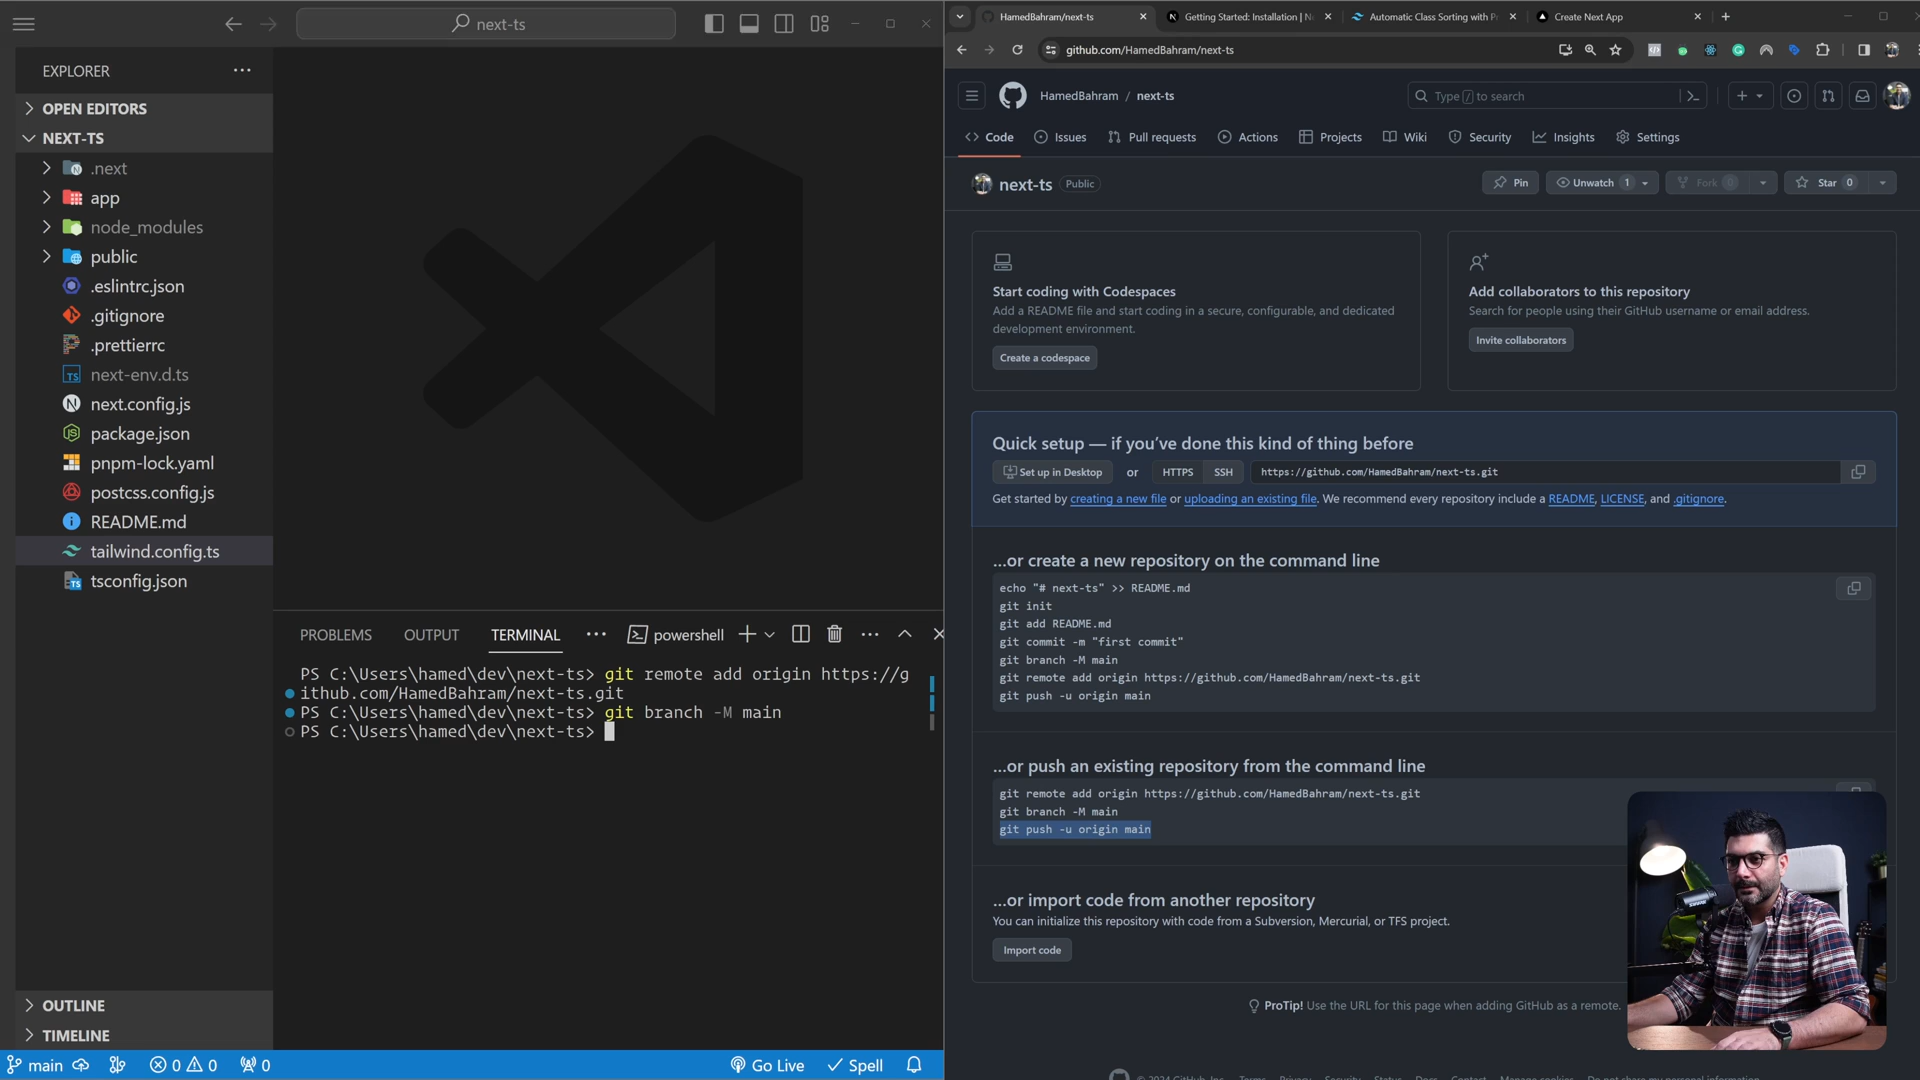 next-ts
EXPLORER
OPEN EDITORS
NEXT-TS
.next
app
node_modules
public
.eslintrc.json
.gitignore
.prettierrc
next-env.d.ts
next.config.js
package.json
pnpm-lock.yaml
postcss.config.js
README.md
tailwind.config.ts
tsconfig.json
OUTLINE
TIMELINE
PROBLEMS
OUTPUT
TERMINAL
powershell
PS C:\Users\hamed\dev\next-ts> git remote add origin https://g
ithub.com/HamedBahram/next-ts.git
PS C:\Users\hamed\dev\next-ts> git branch -M main
PS C:\Users\hamed\dev\next-ts>
main
0 0
0
Go Live
Spell
HamedBahram/next-ts
Getting Started: Installation | N
Automatic Class Sorting with P
Create Next App
github.com/HamedBahram/next-ts
HamedBahram / next-ts
Type / to search
Code
Issues
Pull requests
Actions
Projects
Wiki
Security
Insights
Settings
next-ts Public
Pin
Unwatch 1
Fork 0
Star 0
Start coding with Codespaces
Add a README file and start coding in a secure, configurable, and dedicated
development environment.
Create a codespace
Add collaborators to this repository
Search for people using their GitHub username or email address.
Invite collaborators
Quick setup — if you’ve done this kind of thing before
Set up in Desktop or HTTPS SSH https://github.com/HamedBahram/next-ts.git
Get started by creating a new file or uploading an existing file. We recommend every repository include a README, LICENSE, and .gitignore.
…or create a new repository on the command line
echo "# next-ts" >> README.md
git init
git add README.md
git commit -m "first commit"
git branch -M main
git remote add origin https://github.com/HamedBahram/next-ts.git
git push -u origin main
…or push an existing repository from the command line
git remote add origin https://github.com/HamedBahram/next-ts.git
git branch -M main
git push -u origin main
…or import code from another repository
You can initialize this repository with code from a Subversion, Mercurial, or TFS project.
Import code
ProTip! Use the URL for this page when adding GitHub as a remote.